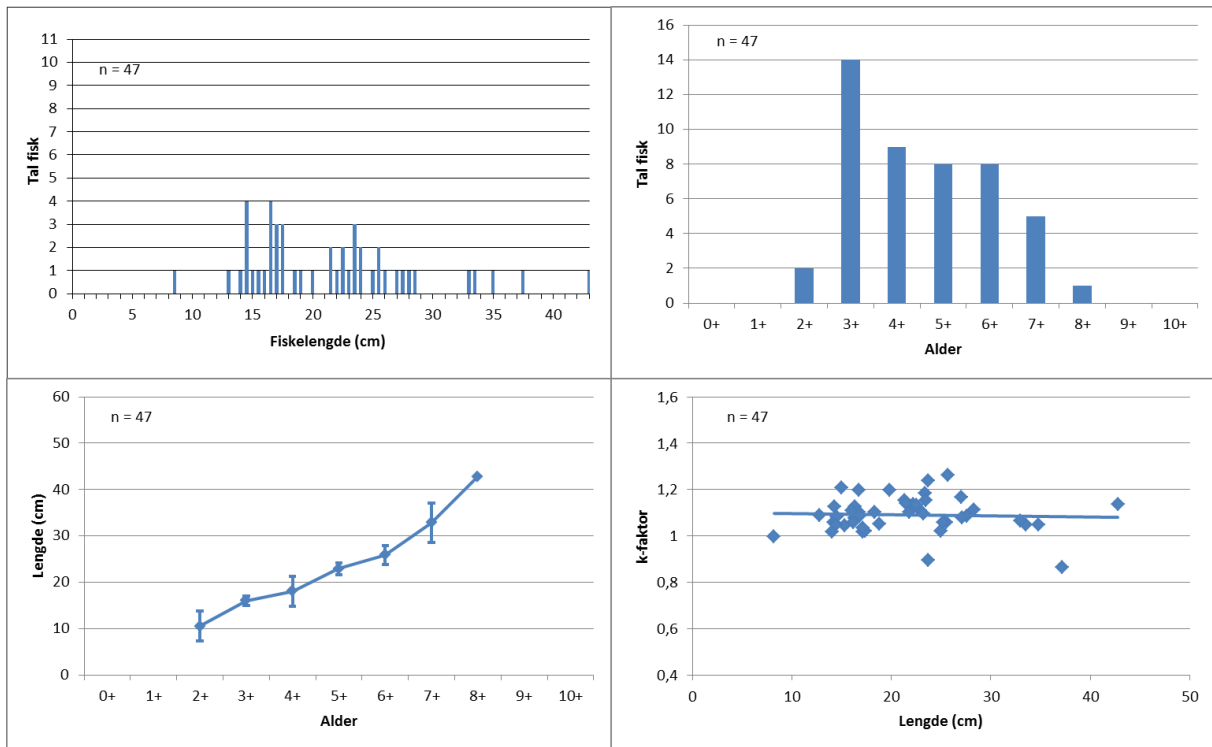 11
10
9
8
7
6
5
4
3
2
1
0
n = 47
Tal fisk
0 5 10 15 20 25 30 35 40
Fiskelengde (cm)
16
14
12
10
8
6
4
2
0
n = 47
Tal fisk
0+ 1+ 2+ 3+ 4+ 5+ 6+ 7+ 8+ 9+ 10+
Alder
60
50
40
30
20
10
0
n = 47
Lengde (cm)
0+ 1+ 2+ 3+ 4+ 5+ 6+ 7+ 8+ 9+ 10+
Alder
1,6
1,4
1,2
1
0,8
0,6
0,4
n = 47
k-faktor
0 10 20 30 40 50
Lengde (cm)